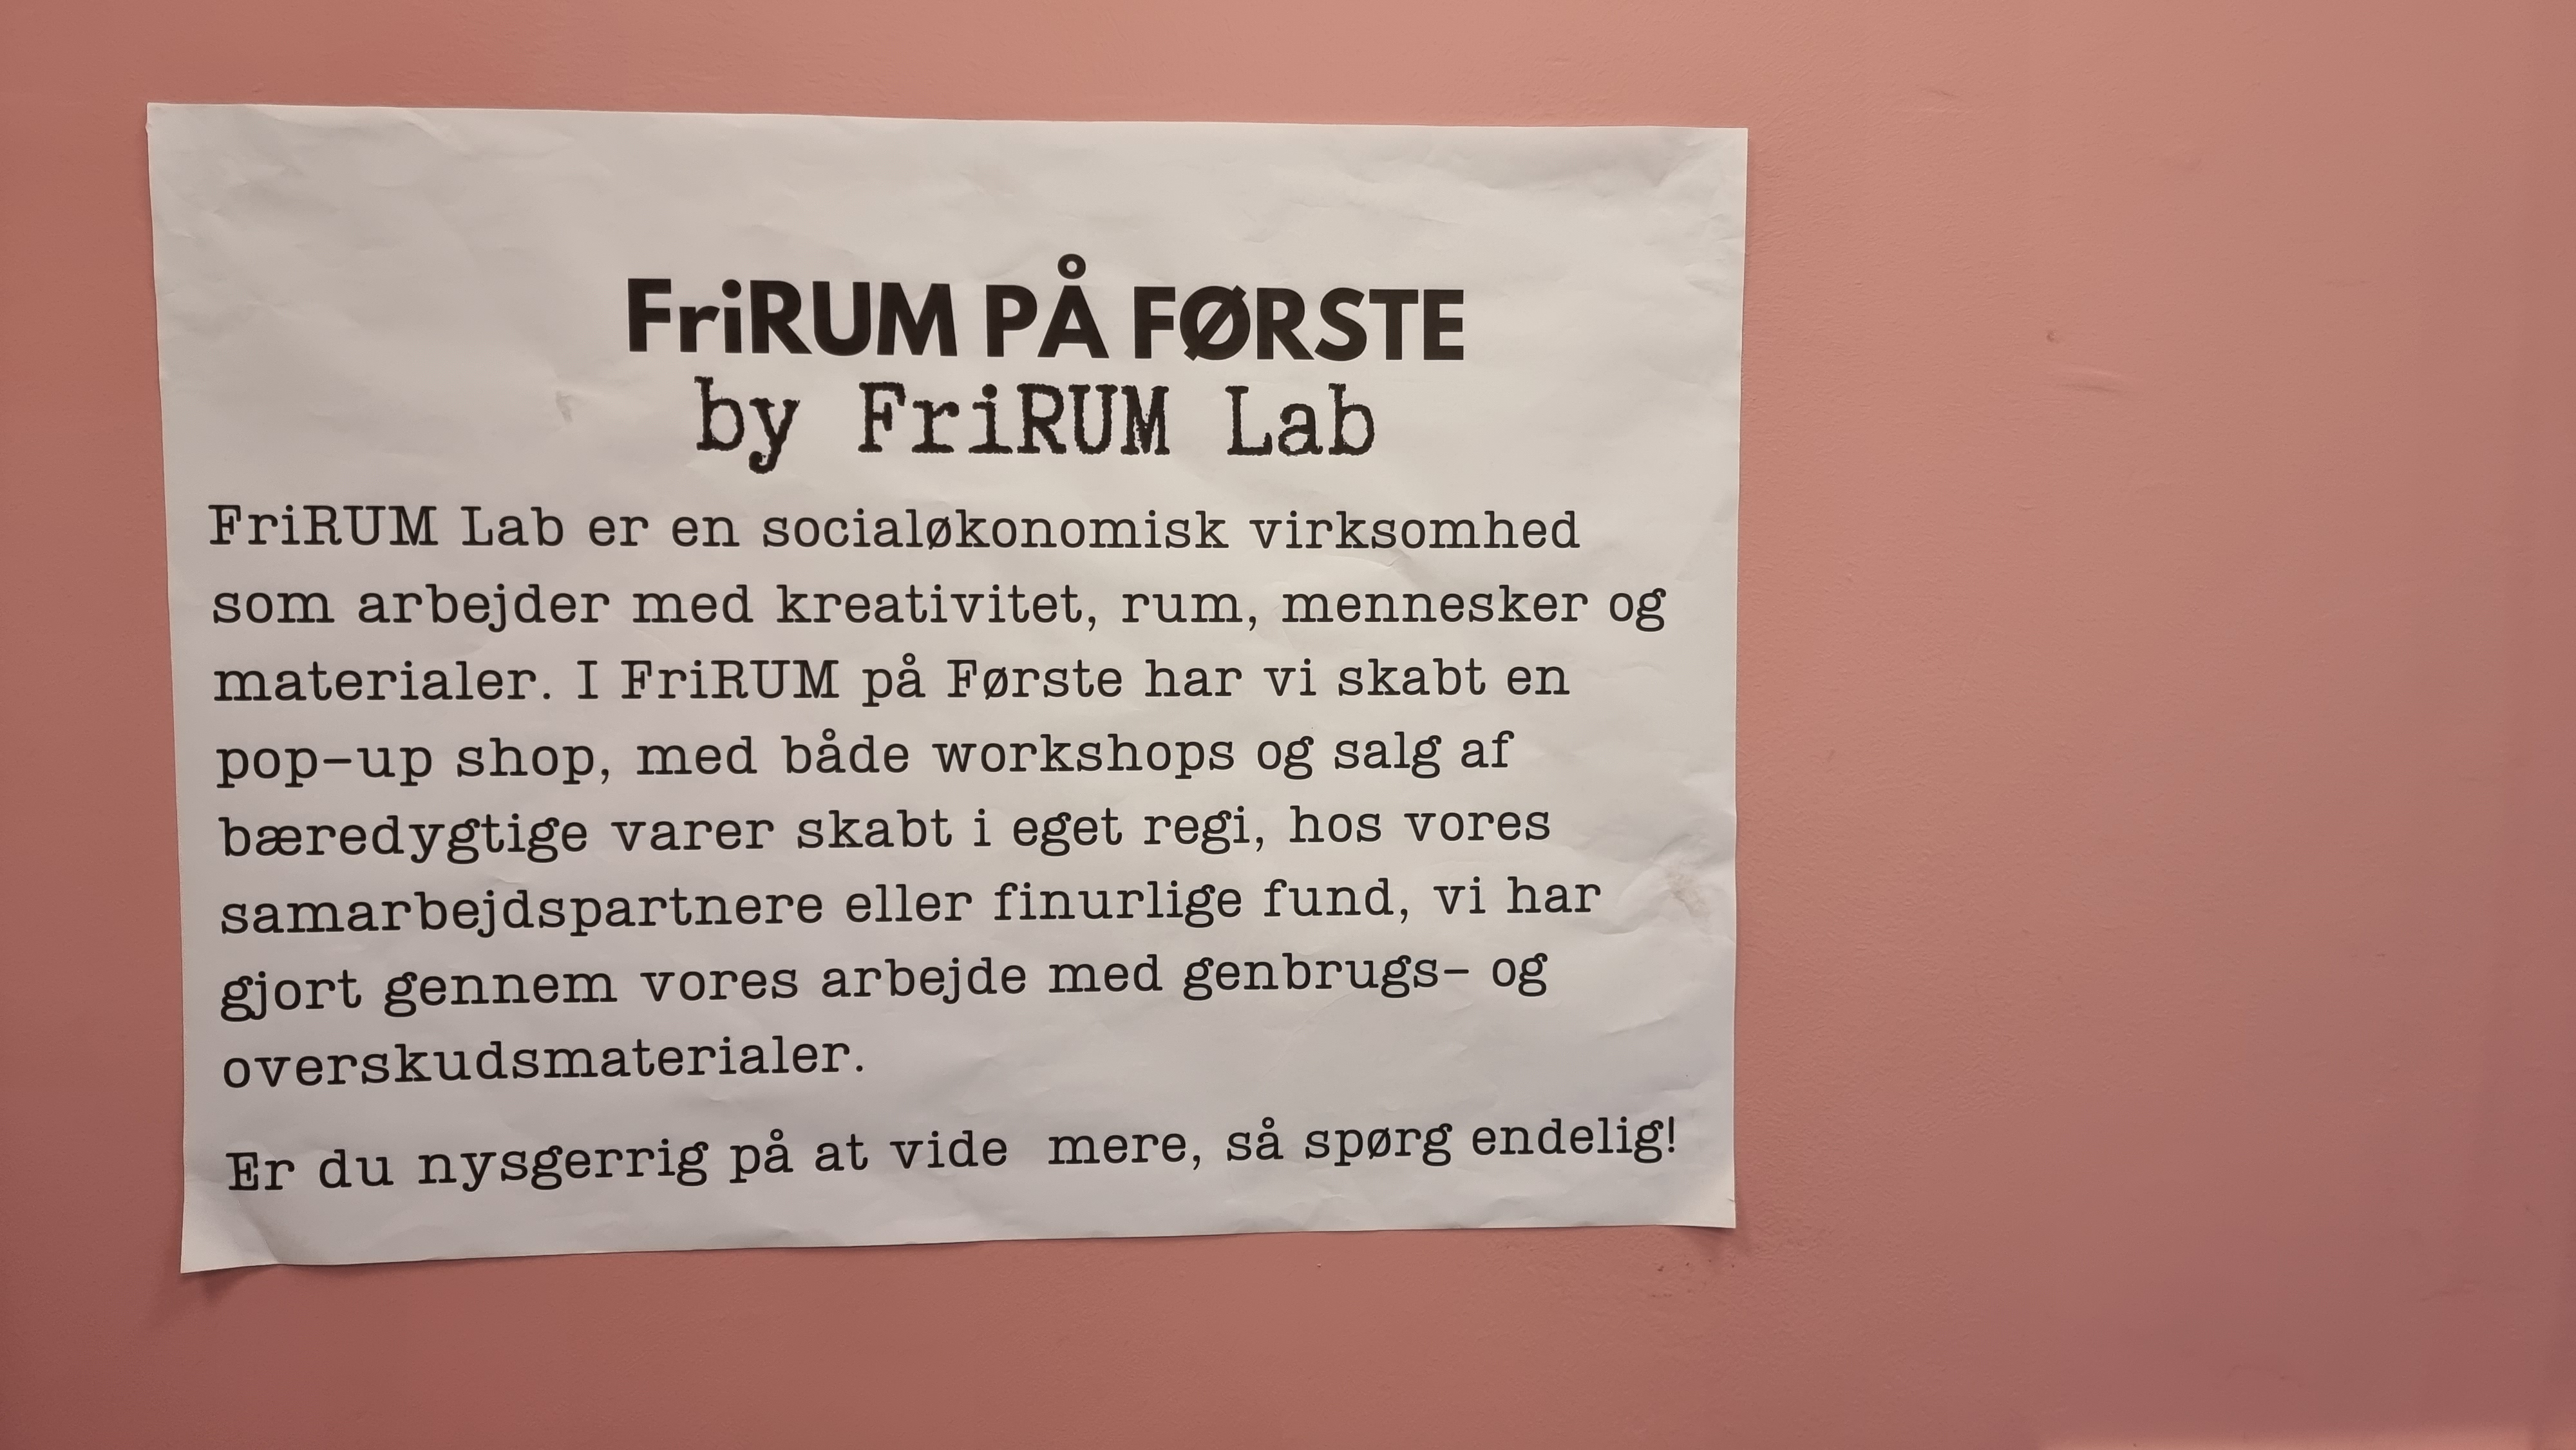 FriRUM PÅ FØRSTE
by FriRUM Lab
FriRUM Lab er en socialøkonomisk virksomhed
som arbejder med kreativitet, rum, mennesker og
materialer. I FriRUM på Første har vi skabt en
pop-up shop, med både workshops og salg af
bæredygtige varer skabt i eget regi, hos vores
samarbejdspartnere eller finurlige fund, vi har
gjort gennem vores arbejde med genbrugs- og
overskudsmaterialer.
Er du nysgerrig på at vide  mere, så spørg endelig!